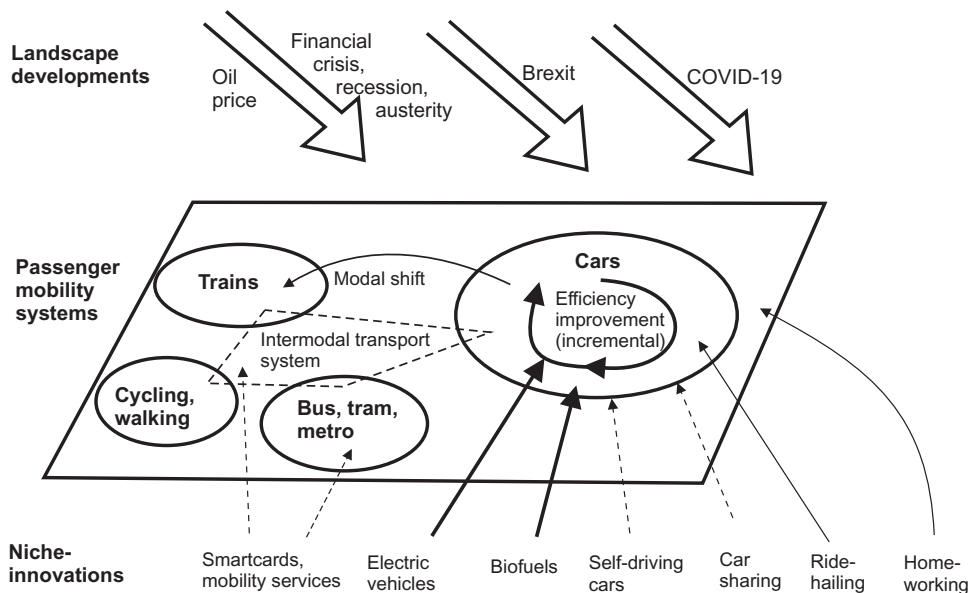 Landscape
developments
Oil
price
Financial
crisis,
recession,
austerity
Brexit
COVID-19
Passenger
mobility
systems
Trains
Modal shift
Cars
Efficiency
improvement
(incremental)
Intermodal transport
system
Cycling,
walking
Bus, tram,
metro
Niche-
innovations
Smartcards,
mobility services
Electric
vehicles
Biofuels
Self-driving
cars
Car
sharing
Ride-
hailing
Home-
working